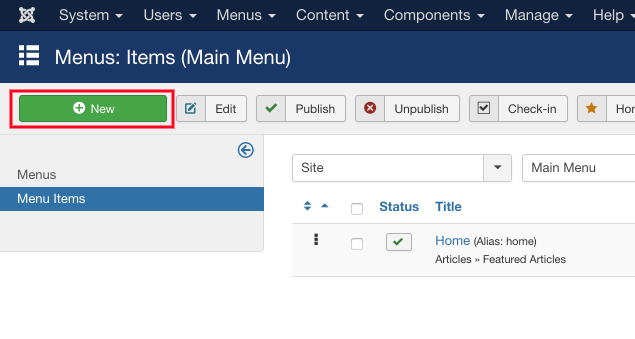 System Users Menus Content Components Manage Help
Menus: Items (Main Menu)
New Edit Publish Unpublish Check-in
Menus
Menu Items
Site Main Menu
Status Title
Home (Alias: home)
Articles » Featured Articles